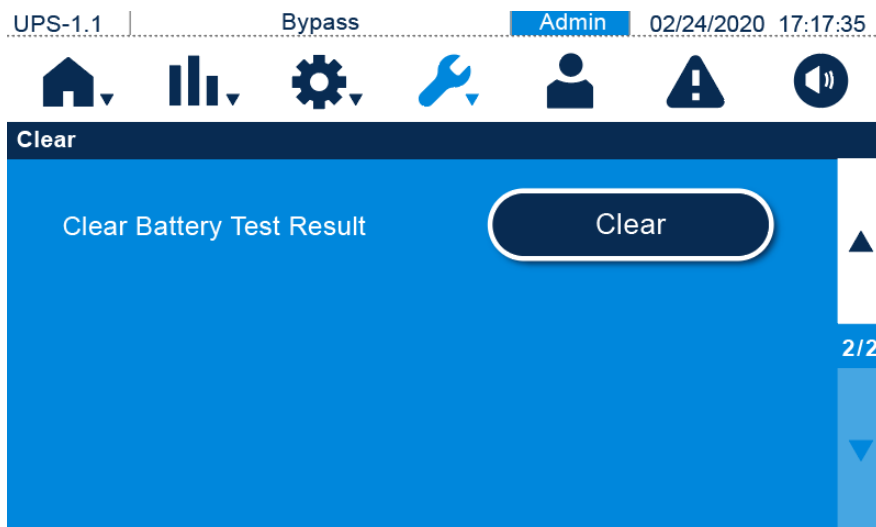 UPS-1.1 Bypass Admin 02/24/2020 17:17:35
Clear
Clear Battery Test Result Clear
2/2